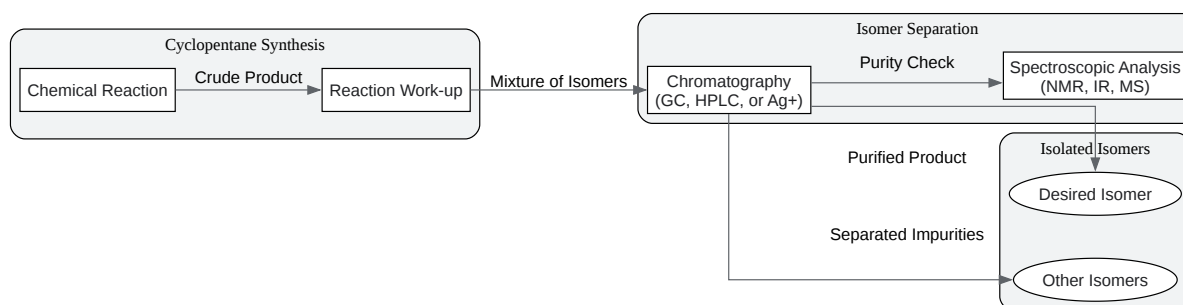 Cyclopentane Synthesis
Chemical Reaction
Crude Product
Reaction Work-up
Mixture of Isomers
Isomer Separation
Chromatography
(GC, HPLC, or Ag+)
Purity Check
Spectroscopic Analysis
(NMR, IR, MS)
Purified Product
Separated Impurities
Isolated Isomers
Desired Isomer
Other Isomers